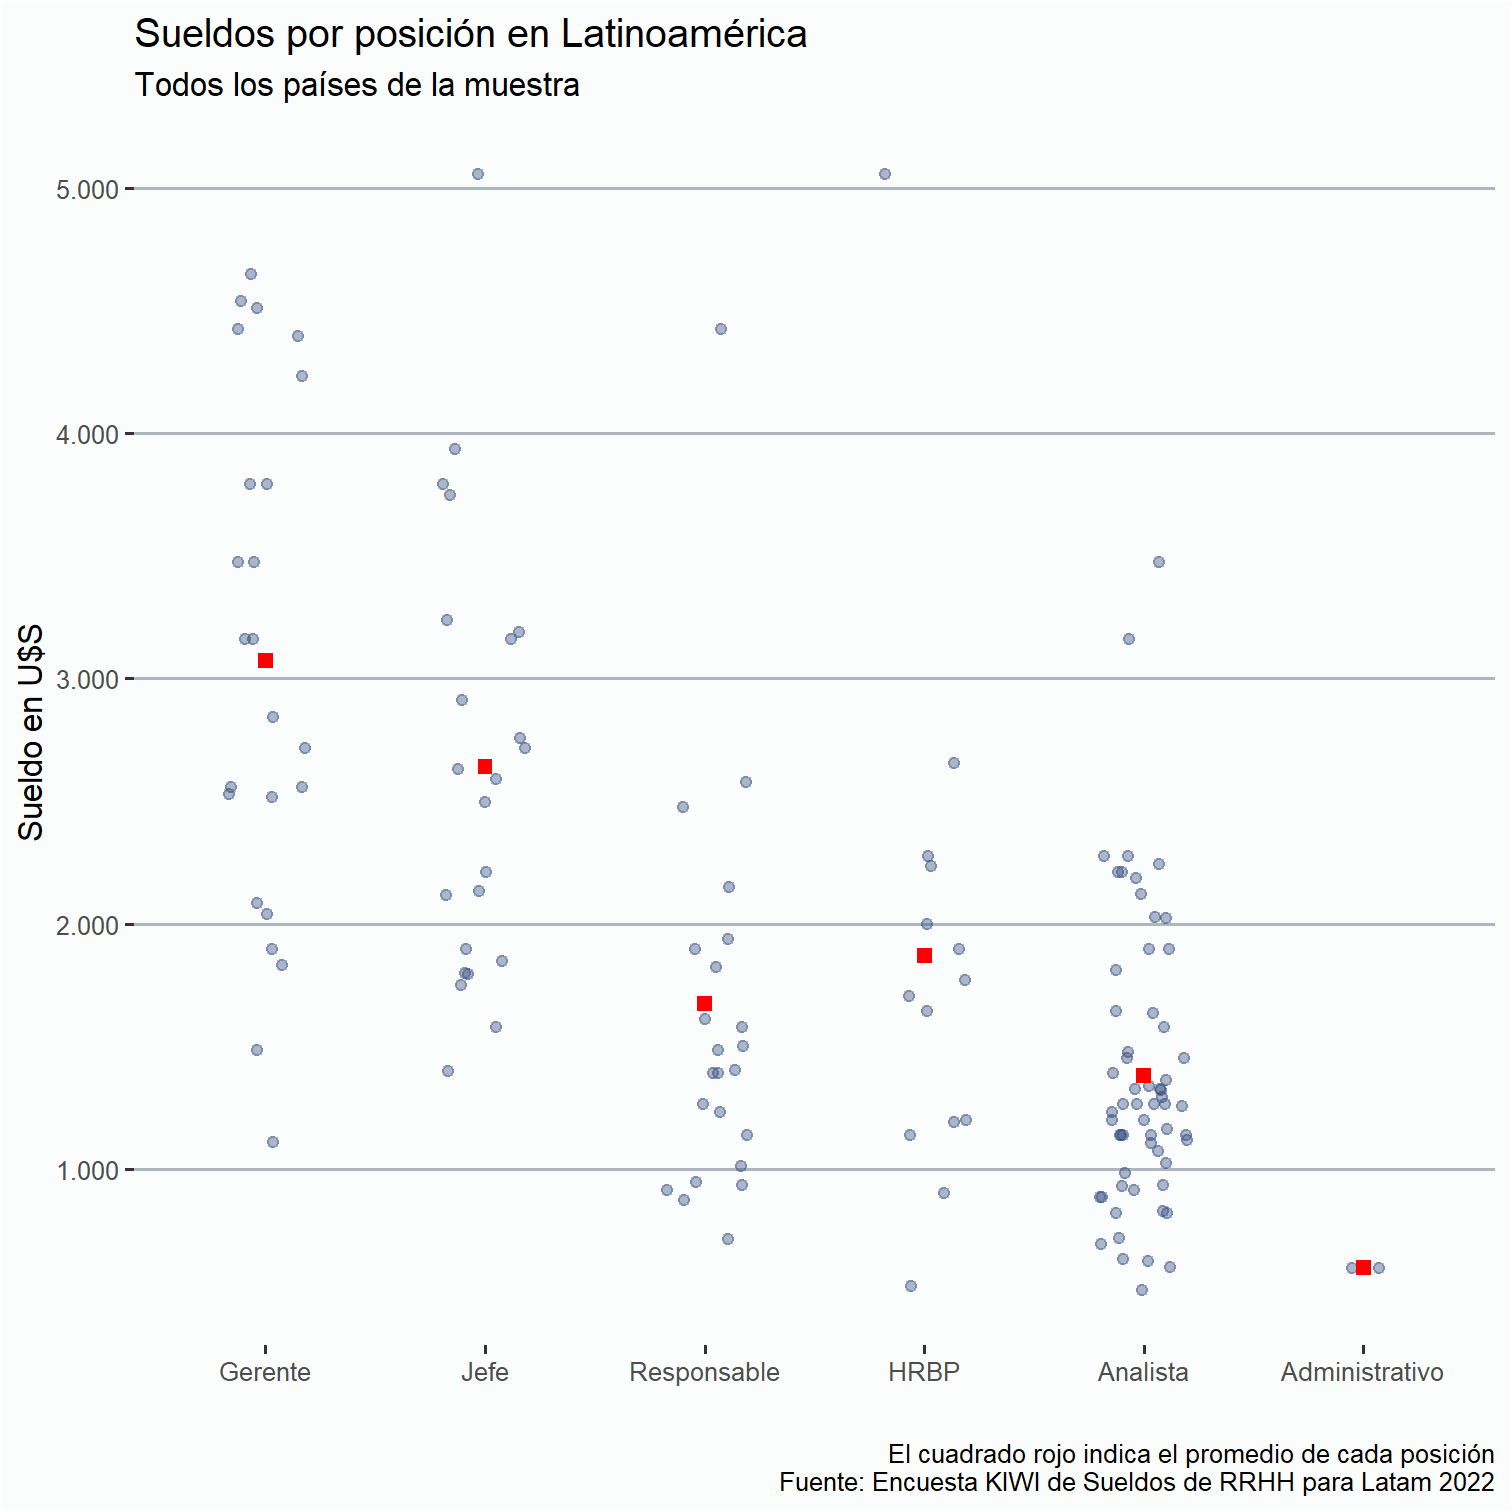 Sueldos por posición en Latinoamérica
Todos los países de la muestra
Sueldo en U$S
5.000
4.000
3.000
2.000
1.000
Gerente Jefe Responsable HRBP Analista Administrativo
El cuadrado rojo indica el promedio de cada posición
Fuente: Encuesta KIWI de Sueldos de RRHH para Latam 2022